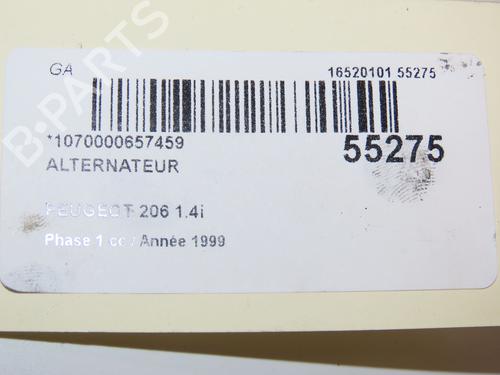 B-PARTS
GA
16520101 55275
*1070000657459
55275
ALTERNATEUR
PEUGEOT 206 1.4i
Phase 1 cc / Année 1999